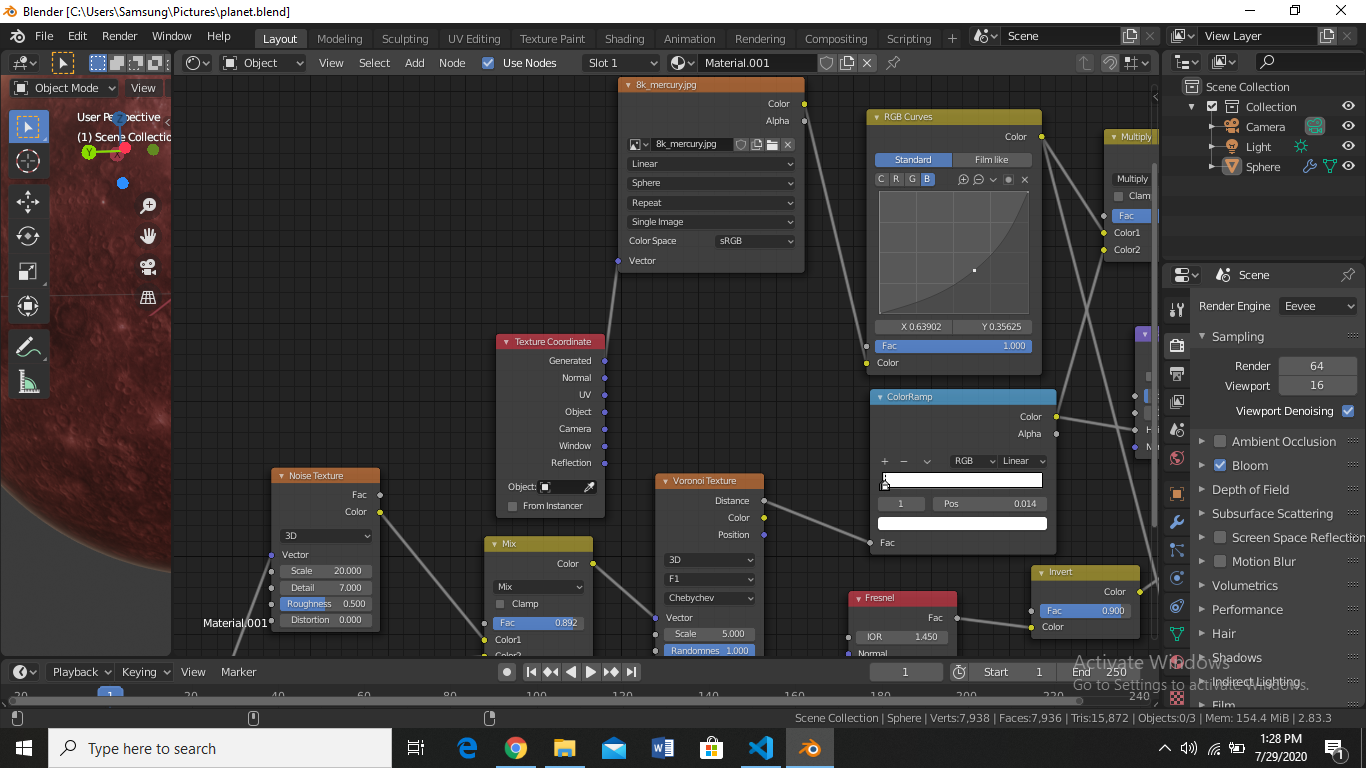 Blender [C:\Users\Samsung\Pictures\planet.blend]
File Edit Render Window Help Layout Modeling Sculpting UV Editing Texture Paint Shading Animation Rendering Compositing Scripting + Scene View Layer
Object View Select Add Node Use Nodes Slot 1 Material.001
Object Mode View
User Perspective
(1) Scene Collectio
Y
Z
Material.001
8k_mercury.jpg
Color
Alpha
8k_mercury.jpg
Linear
Sphere
Repeat
Single Image
Color Space sRGB
Vector
RGB Curves
Color
Standard Film like
C R G B
X 0.63902 Y 0.35625
Fac 1.000
Color
Multiply
Multiply
Clam
Fac
Color1
Color2
Texture Coordinate
Generated
Normal
UV
Object
Camera
Window
Reflection
Object:
From Instancer
ColorRamp
Color
Alpha
+ − RGB Linear
1 Pos 0.014
Fac
Noise Texture
Fac
Color
3D
Vector
Scale 20.000
Detail 7.000
Roughness 0.500
Distortion 0.000
Mix
Color
Mix
Clamp
Fac 0.892
Color1
Color2
Voronoi Texture
Distance
Color
Position
3D
F1
Chebychev
Vector
Scale 5.000
Randomnes 1.000
Fresnel
Fac
IOR 1.450
Normal
Invert
Color
Fac 0.900
Color
Scene Collection
Collection
Camera
Light
Sphere
Scene
Render Engine Eevee
Sampling
Render 64
Viewport 16
Viewport Denoising
Ambient Occlusion
Bloom
Depth of Field
Subsurface Scattering
Screen Space Reflection
Motion Blur
Volumetrics
Performance
Hair
Shadows
Indirect Lighting
Film
Activate Windows
Go to Settings to activate Windows.
Playback Keying View Marker 1 Start 1 End 250
-20 1 20 40 60 80 100 120 140 160 180 200 220 240
Scene Collection | Sphere | Verts:7,938 | Faces:7,936 | Tris:15,872 | Objects:0/3 | Mem: 154.4 MiB | 2.83.3
Type here to search
1:28 PM
7/29/2020
1